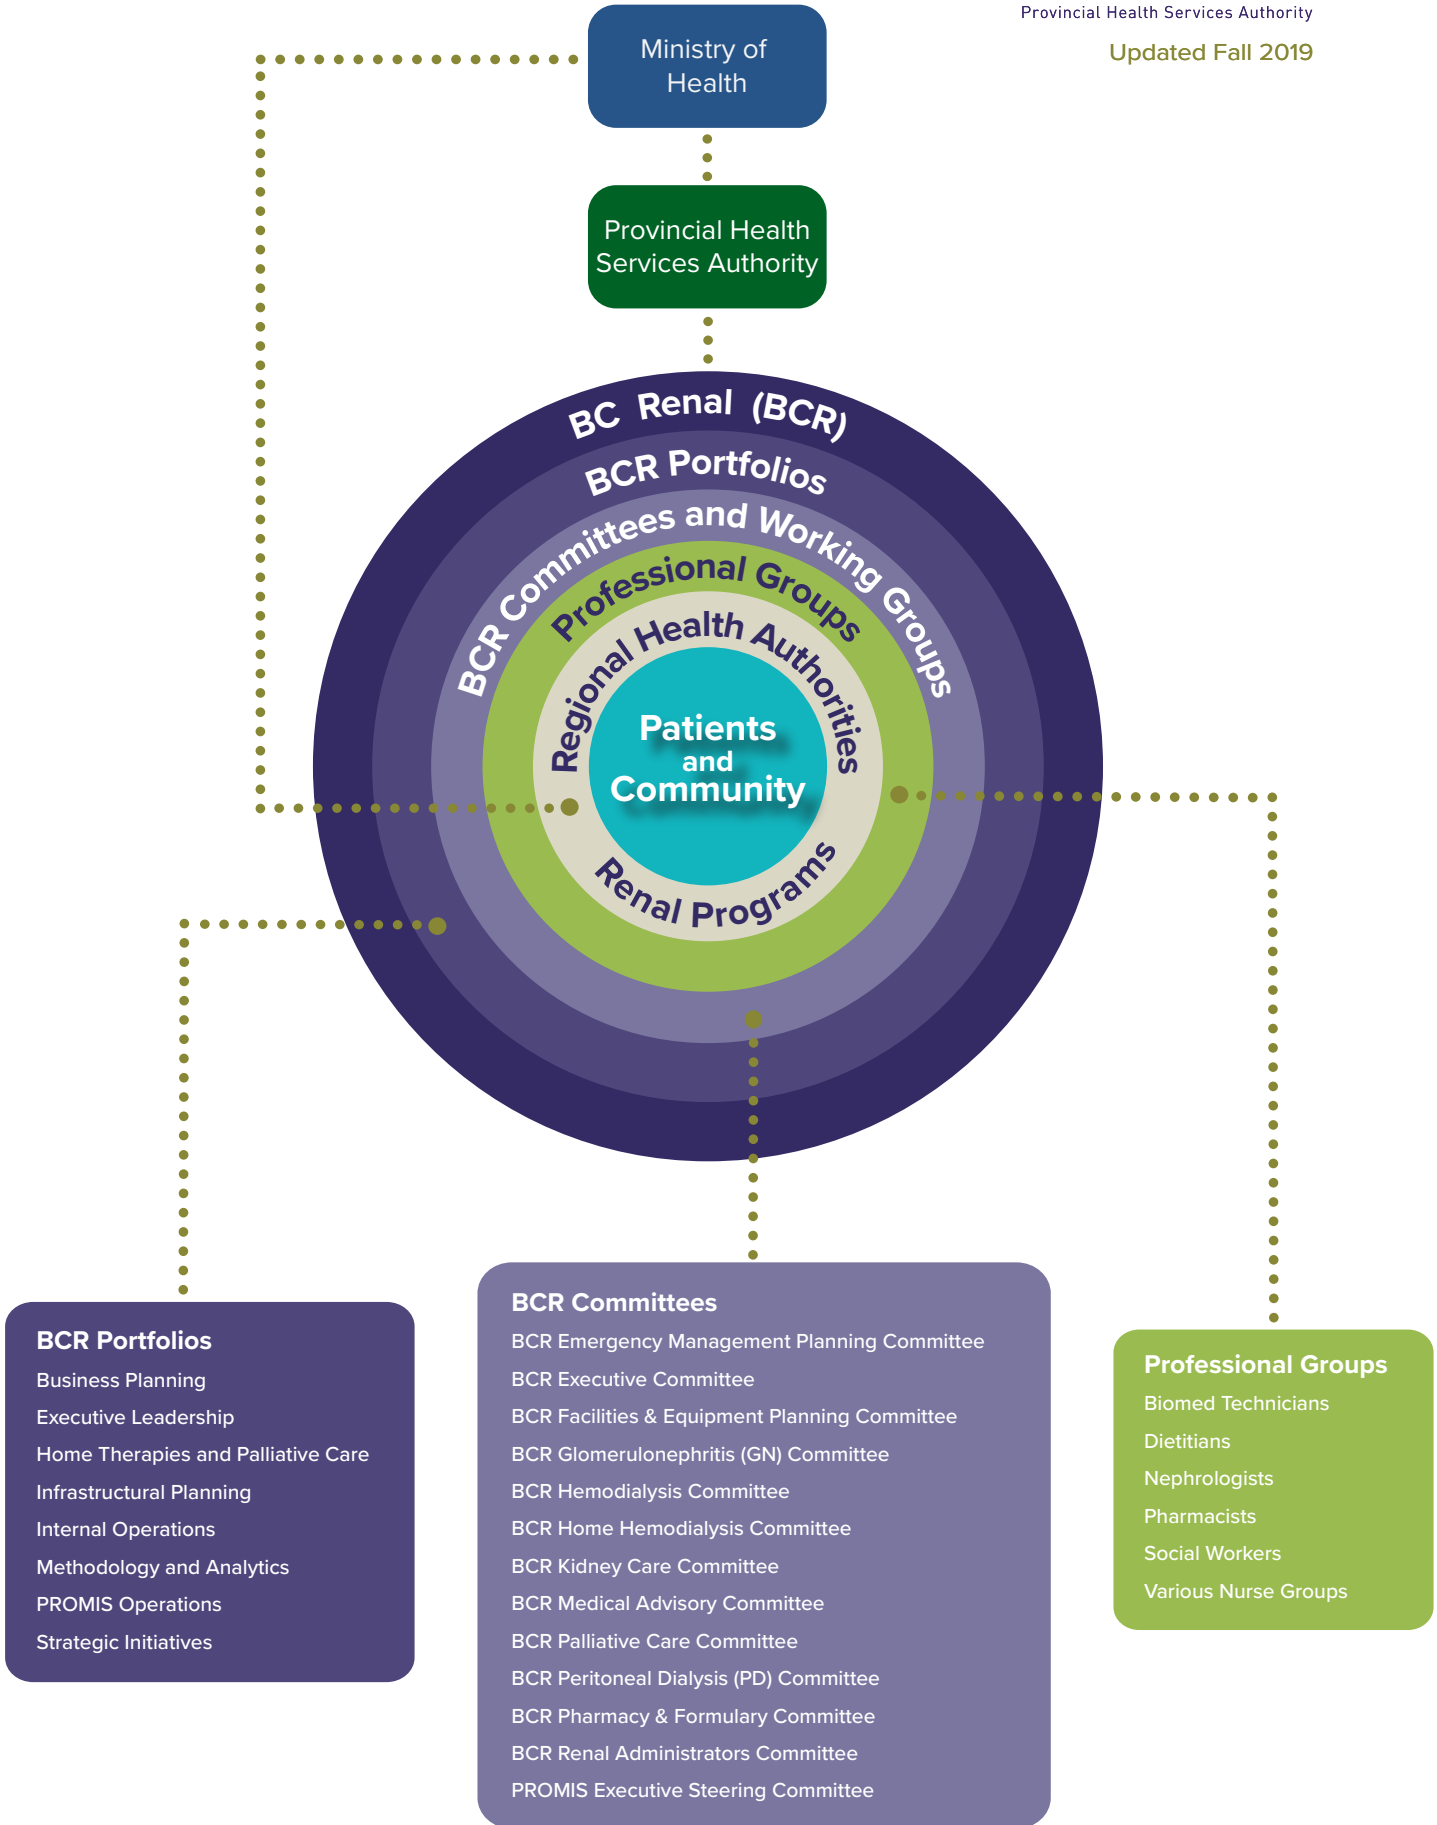 Provincial Health Services Authority
Updated Fall 2019
Ministry of
Health
Provincial Health
Services Authority
BC Renal (BCR)
BCR Portfolios
BCR Committees and Working Groups
Professional Groups
Regional Health Authorities
Patients
and
Community
Renal Programs
BCR Portfolios
Business Planning
Executive Leadership
Home Therapies and Palliative Care
Infrastructural Planning
Internal Operations
Methodology and Analytics
PROMIS Operations
Strategic Initiatives
BCR Committees
BCR Emergency Management Planning Committee
BCR Executive Committee
BCR Facilities & Equipment Planning Committee
BCR Glomerulonephritis (GN) Committee
BCR Hemodialysis Committee
BCR Home Hemodialysis Committee
BCR Kidney Care Committee
BCR Medical Advisory Committee
BCR Palliative Care Committee
BCR Peritoneal Dialysis (PD) Committee
BCR Pharmacy & Formulary Committee
BCR Renal Administrators Committee
PROMIS Executive Steering Committee
Professional Groups
Biomed Technicians
Dietitians
Nephrologists
Pharmacists
Social Workers
Various Nurse Groups